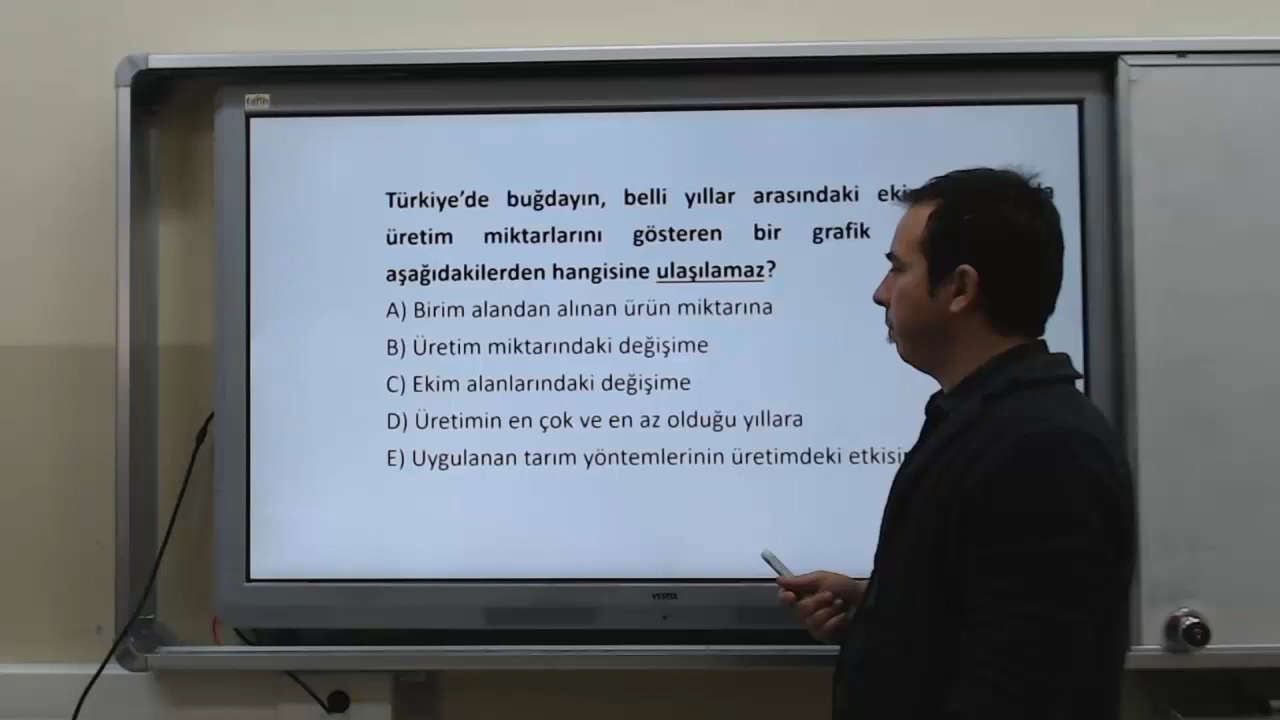 fatih
Türkiye'de buğdayın, belli yıllar arasındaki
üretim miktarlarını gösteren bir grafik
aşağıdakilerden hangisine ulaşılamaz?
A) Birim alandan alınan ürün miktarına
B) Üretim miktarındaki değişime
C) Ekim alanlarındaki değişime
D) Üretimin en çok ve en az olduğu yıllara
E) Uygulanan tarım yöntemlerinin üretimdeki
VESTEL